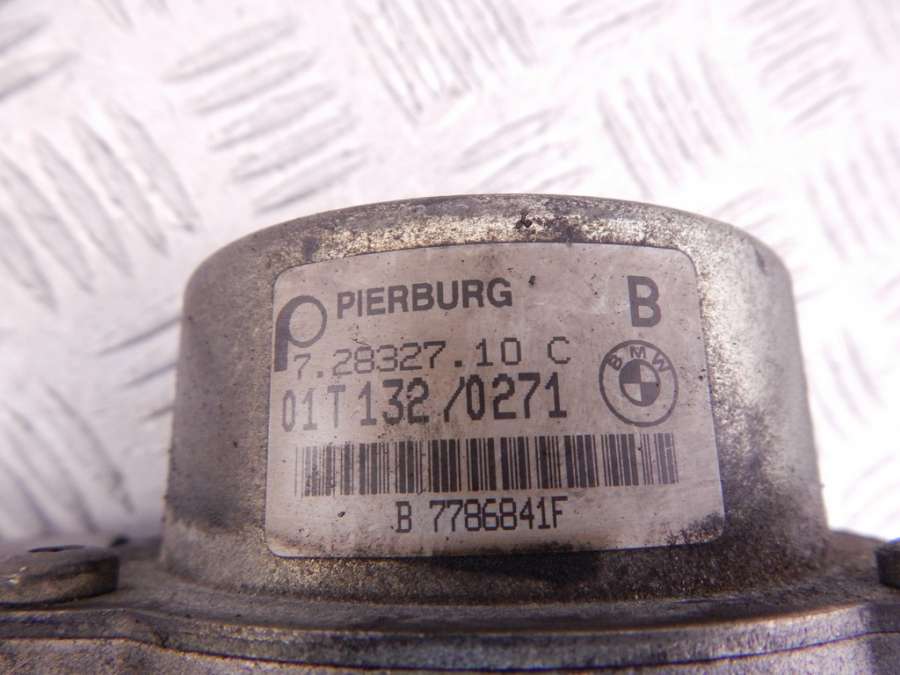 PIERBURG B
7.28327.10 C
BMW
01T132/0271
B 7786841F